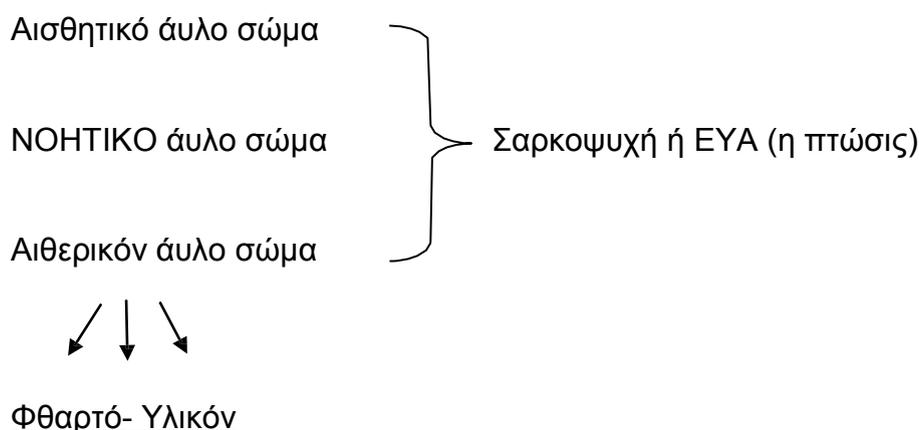 Αισθητικό άυλο σώμα
ΝΟΗΤΙΚΟ άυλο σώμα
Σαρκοψυχή ή ΕΥΑ (η πτώσις)
Αιθερικόν άυλο σώμα
Φθαρτό- Υλικόν